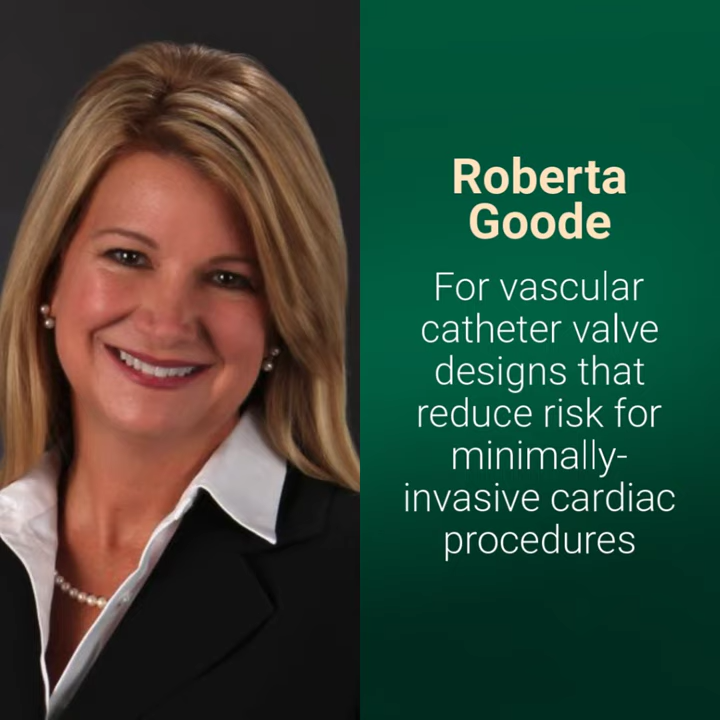 Roberta
Goode
For vascular
catheter valve
designs that
reduce risk for
minimally-
invasive cardiac
procedures